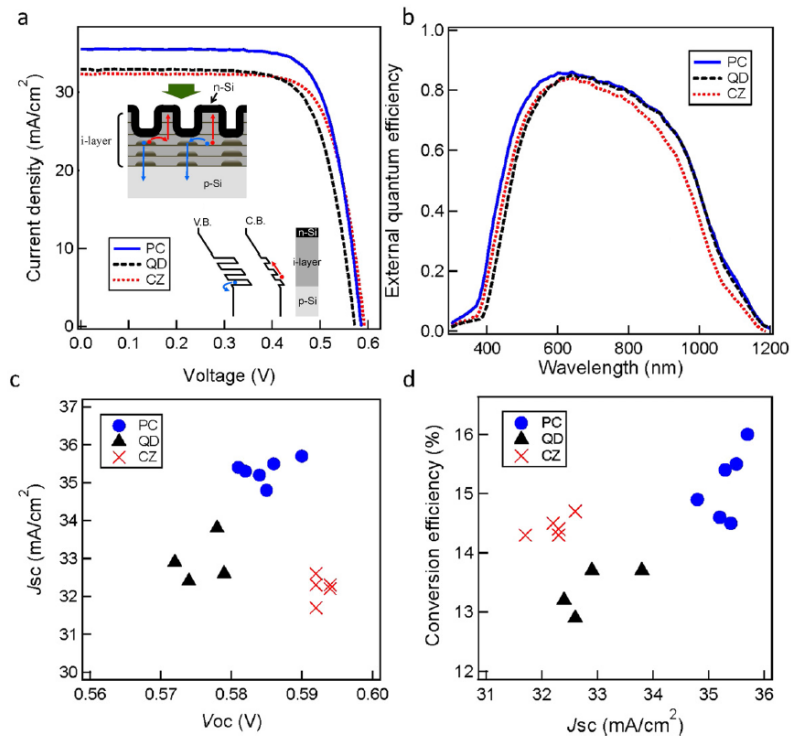 a
Current density (mA/cm²)
30
20
10
0
n-Si
i-layer
p-Si
V.B.
C.B.
n-Si
i-layer
p-Si
PC
QD
CZ
0.0 0.1 0.2 0.3 0.4 0.5 0.6
Voltage (V)
b
External quantum efficiency
1.0
0.8
0.6
0.4
0.2
0.0
PC
QD
CZ
400 600 800 1000 1200
Wavelength (nm)
c
Jsc (mA/cm²)
37
36
35
34
33
32
31
30
PC
QD
CZ
0.56 0.57 0.58 0.59 0.60
Voc (V)
d
Conversion efficiency (%)
16
15
14
13
12
PC
QD
CZ
31 32 33 34 35 36
Jsc (mA/cm²)